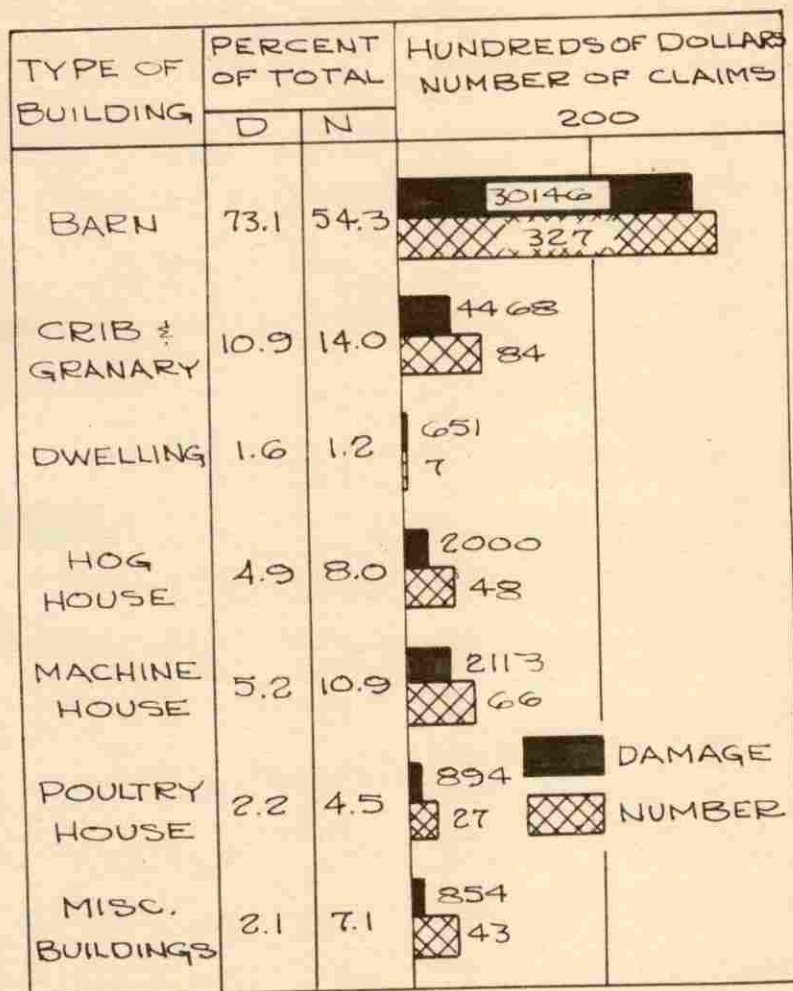 TYPE OF
BUILDING
PERCENT
OF TOTAL
D N
HUNDREDS OF DOLLARS
NUMBER OF CLAIMS
200
BARN 73.1 54.3 30146
327
CRIB &
GRANARY 10.9 14.0 4468
84
DWELLING 1.6 1.2 651
7
HOG
HOUSE 4.9 8.0 2000
48
MACHINE
HOUSE 5.2 10.9 2113
66
POULTRY
HOUSE 2.2 4.5 894
27
MISC.
BUILDINGS 2.1 7.1 854
43
DAMAGE
NUMBER